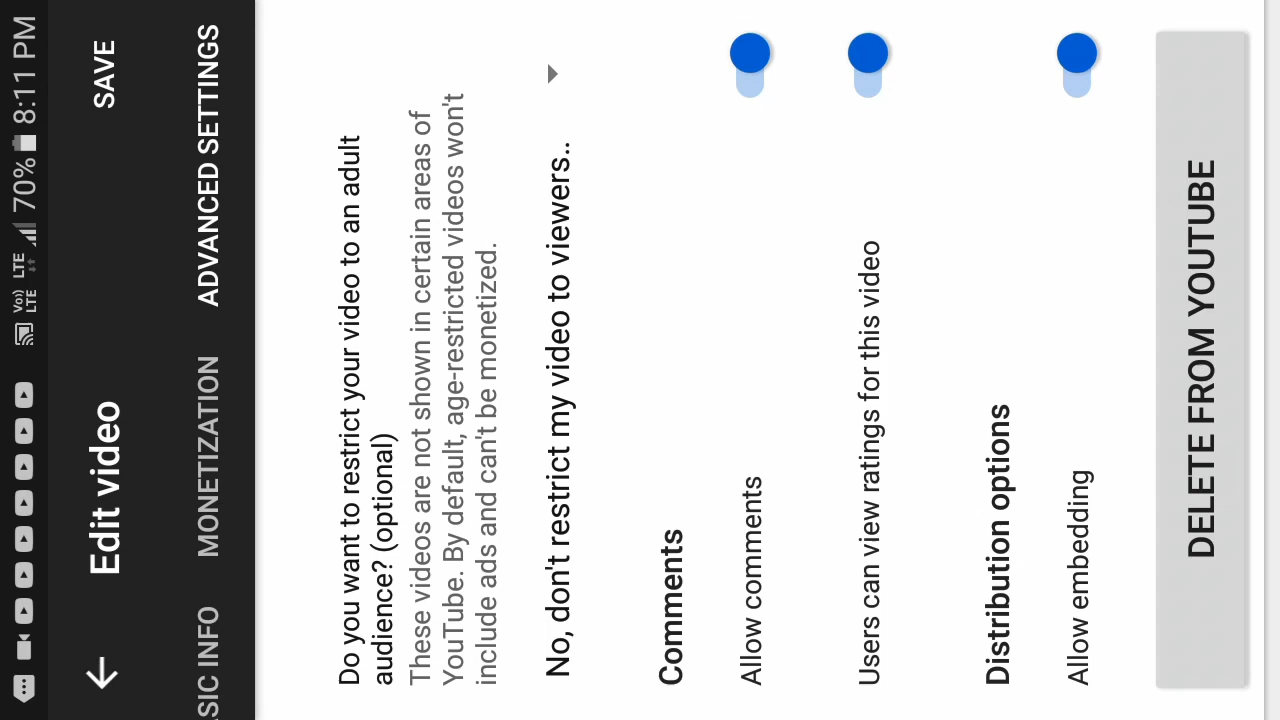 Vo)) LTE LTE 70% 8:11 PM
Edit video SAVE
ASIC INFO MONETIZATION ADVANCED SETTINGS
Do you want to restrict your video to an adult
audience? (optional)
These videos are not shown in certain areas of
YouTube. By default, age-restricted videos won't
include ads and can't be monetized.
No, don't restrict my video to viewers..
Comments
Allow comments
Users can view ratings for this video
Distribution options
Allow embedding
DELETE FROM YOUTUBE